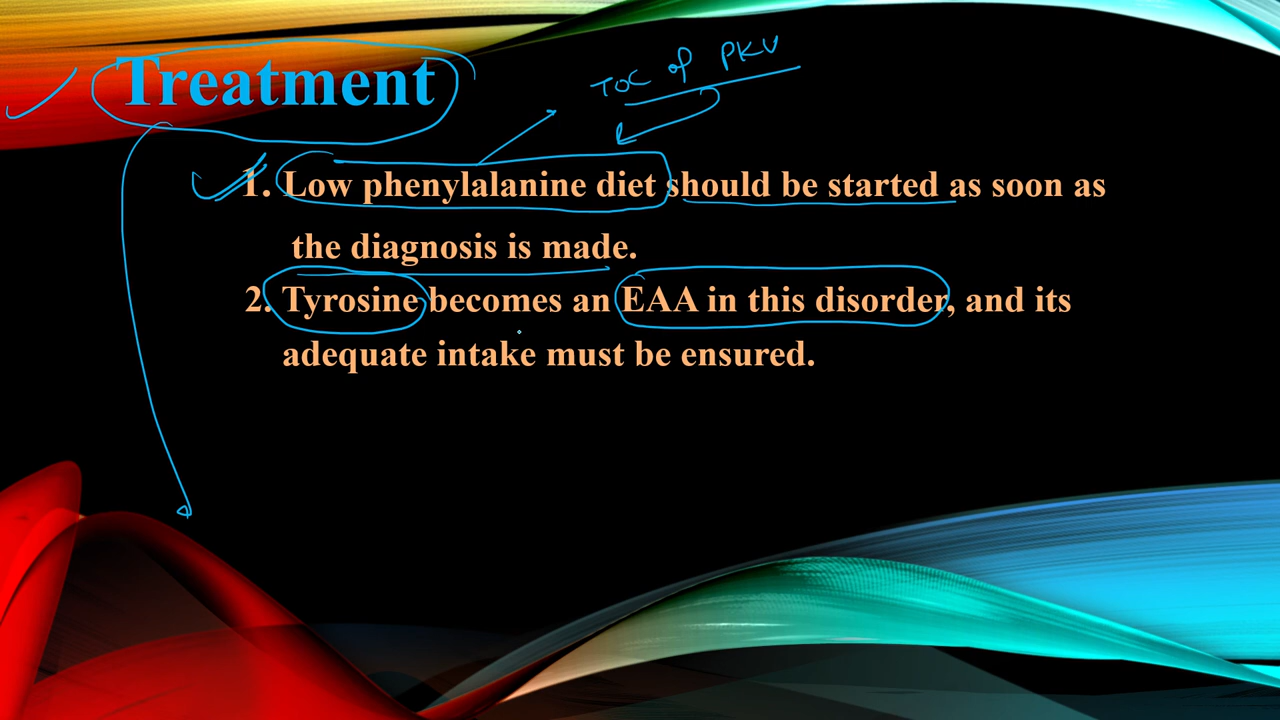 Treatment
TOC of PKU
1. Low phenylalanine diet should be started as soon as
the diagnosis is made.
2. Tyrosine becomes an EAA in this disorder, and its
adequate intake must be ensured.